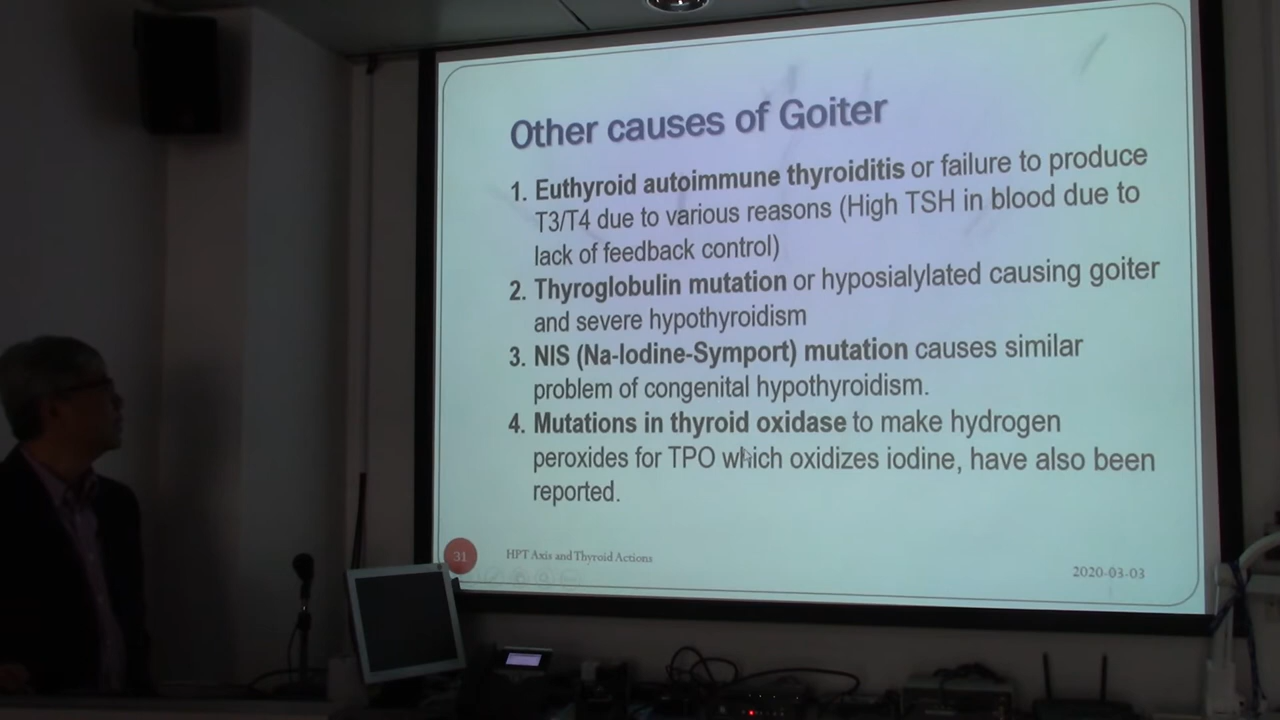 Other causes of Goiter
1. Euthyroid autoimmune thyroiditis or failure to produce
T3/T4 due to various reasons (High TSH in blood due to
lack of feedback control)
2. Thyroglobulin mutation or hyposialylated causing goiter
and severe hypothyroidism
3. NIS (Na-Iodine-Symport) mutation causes similar
problem of congenital hypothyroidism.
4. Mutations in thyroid oxidase to make hydrogen
peroxides for TPO which oxidizes iodine, have also been
reported.
31
HPT Axis and Thyroid Actions
2020-03-03